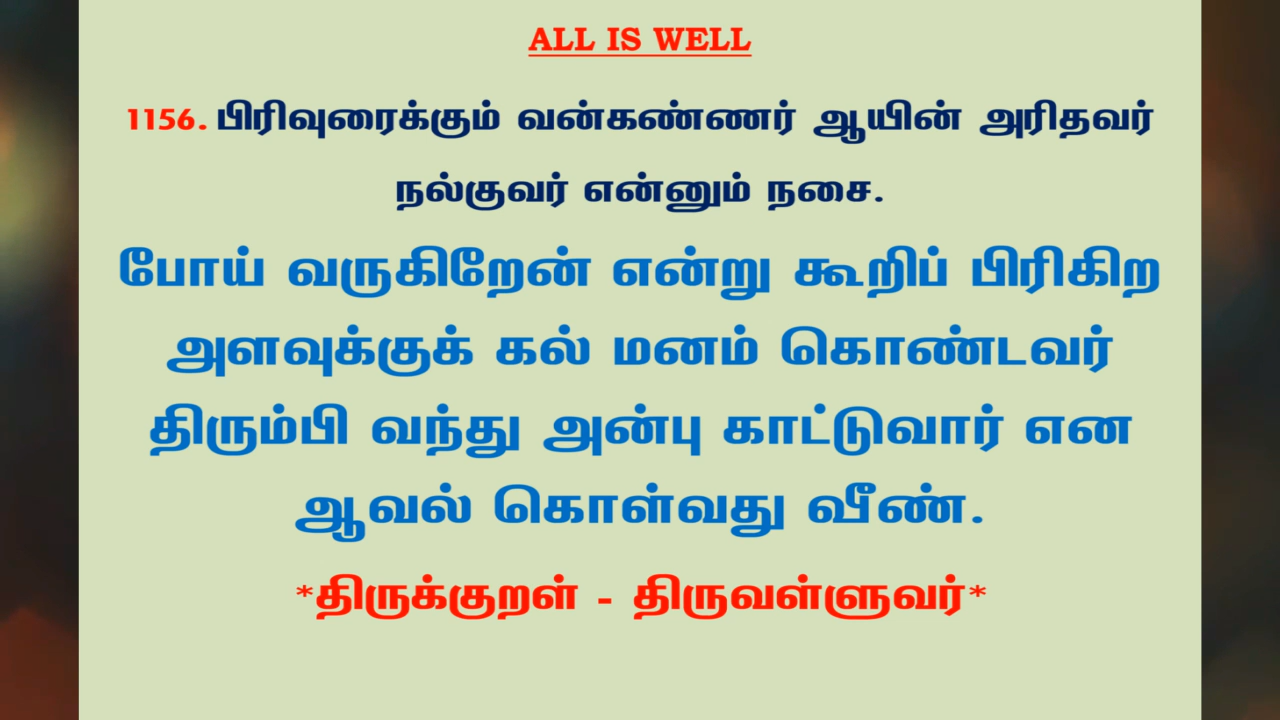 ALL IS WELL
1156. பிரிவுரைக்கும் வன்கண்ணர் ஆயின் அரிதவர்
நல்குவர் என்னும் நசை.
போய் வருகிறேன் என்று கூறிப் பிரிகிற
அளவுக்குக் கல் மனம் கொண்டவர்
திரும்பி வந்து அன்பு காட்டுவார் என
ஆவல் கொள்வது வீண்.
*திருக்குறள் - திருவள்ளுவர்*